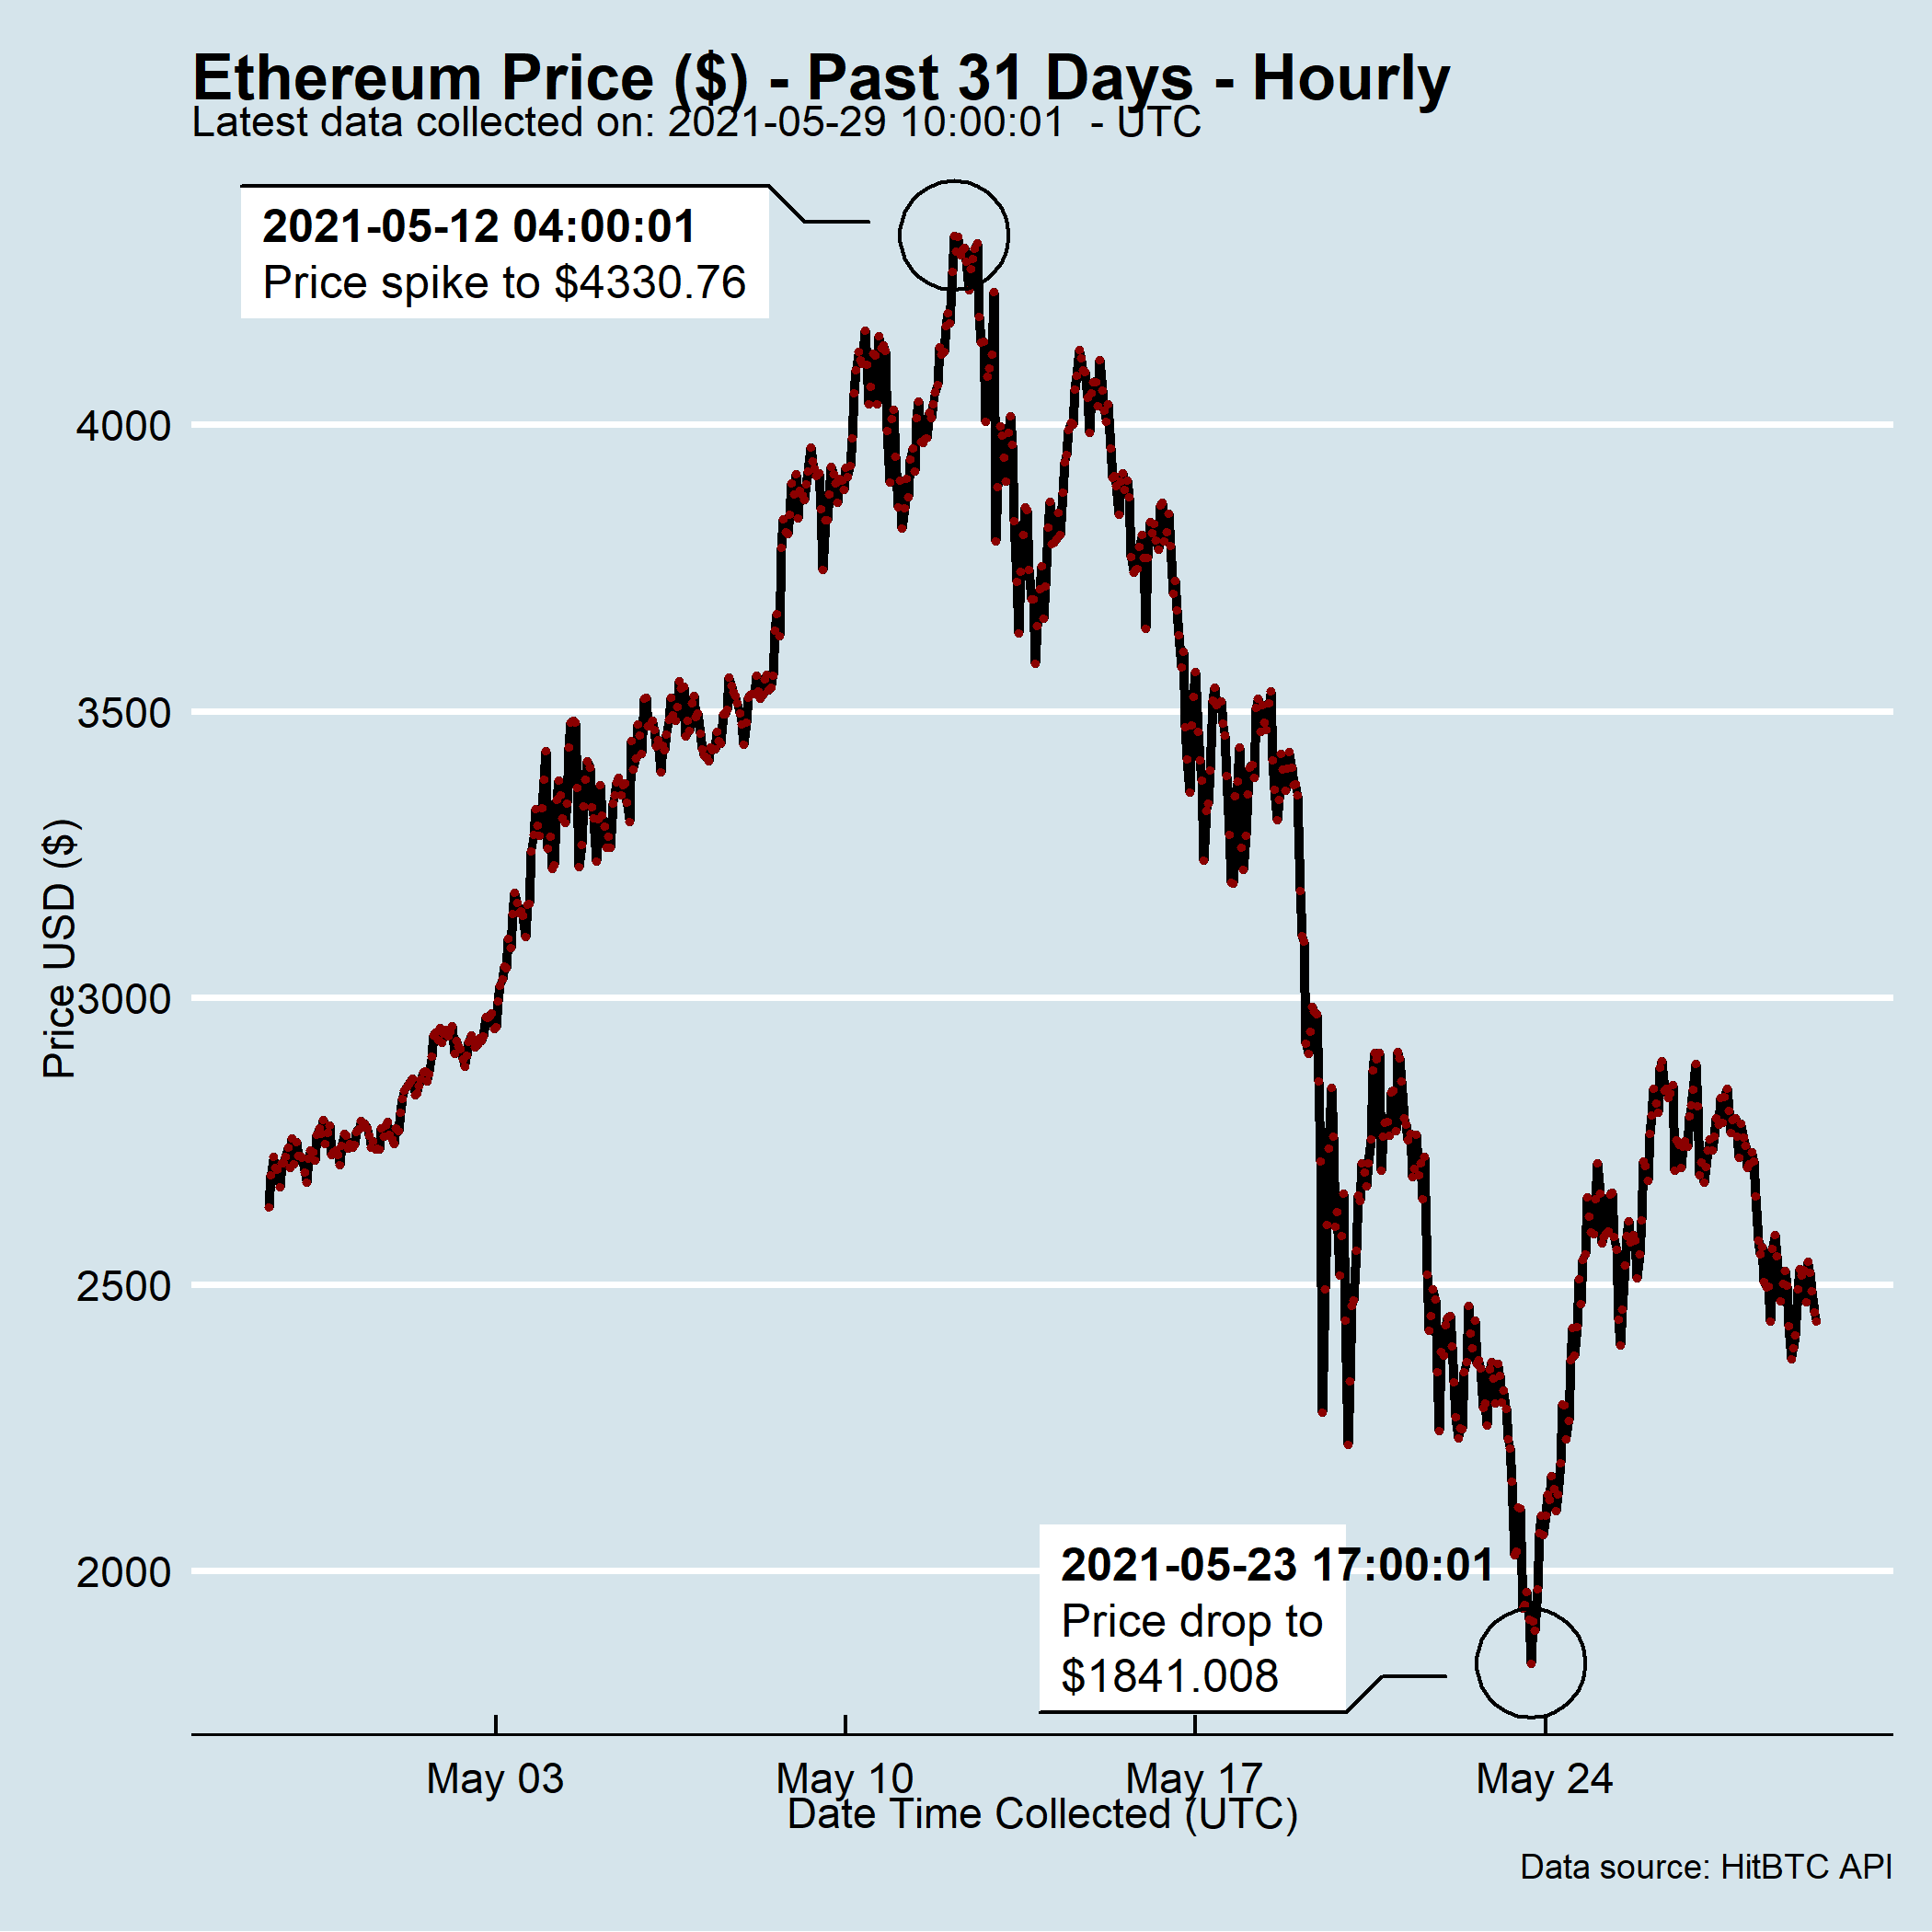 Ethereum Price ($) - Past 31 Days - Hourly
Latest data collected on: 2021-05-29 10:00:01  - UTC
2021-05-12 04:00:01
Price spike to $4330.76
4000
3500
3000
2500
2000
Price USD ($)
2021-05-23 17:00:01
Price drop to
$1841.008
May 03
May 10
May 17
May 24
Date Time Collected (UTC)
Data source: HitBTC API